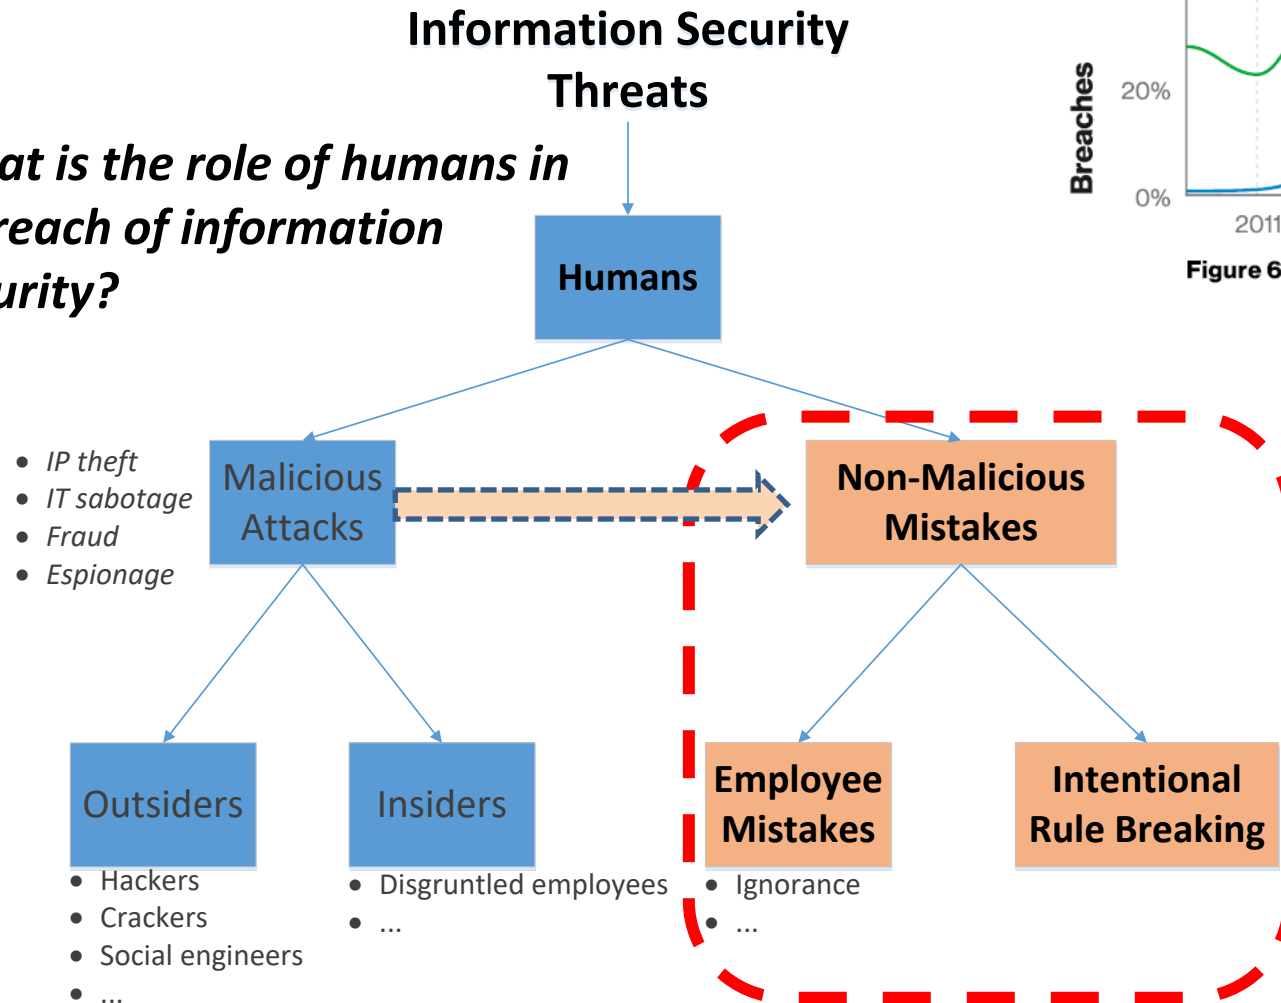 Information Security
Threats
at is the role of humans in
reach of information
urity?
Breaches
20%
0%
2011
Figure 6
Humans
• IP theft
• IT sabotage
• Fraud
• Espionage
Malicious
Attacks
Non-Malicious
Mistakes
Outsiders
Insiders
Employee
Mistakes
Intentional
Rule Breaking
• Hackers
• Crackers
• Social engineers
• ...
• Disgruntled employees
• ...
• Ignorance
• ...